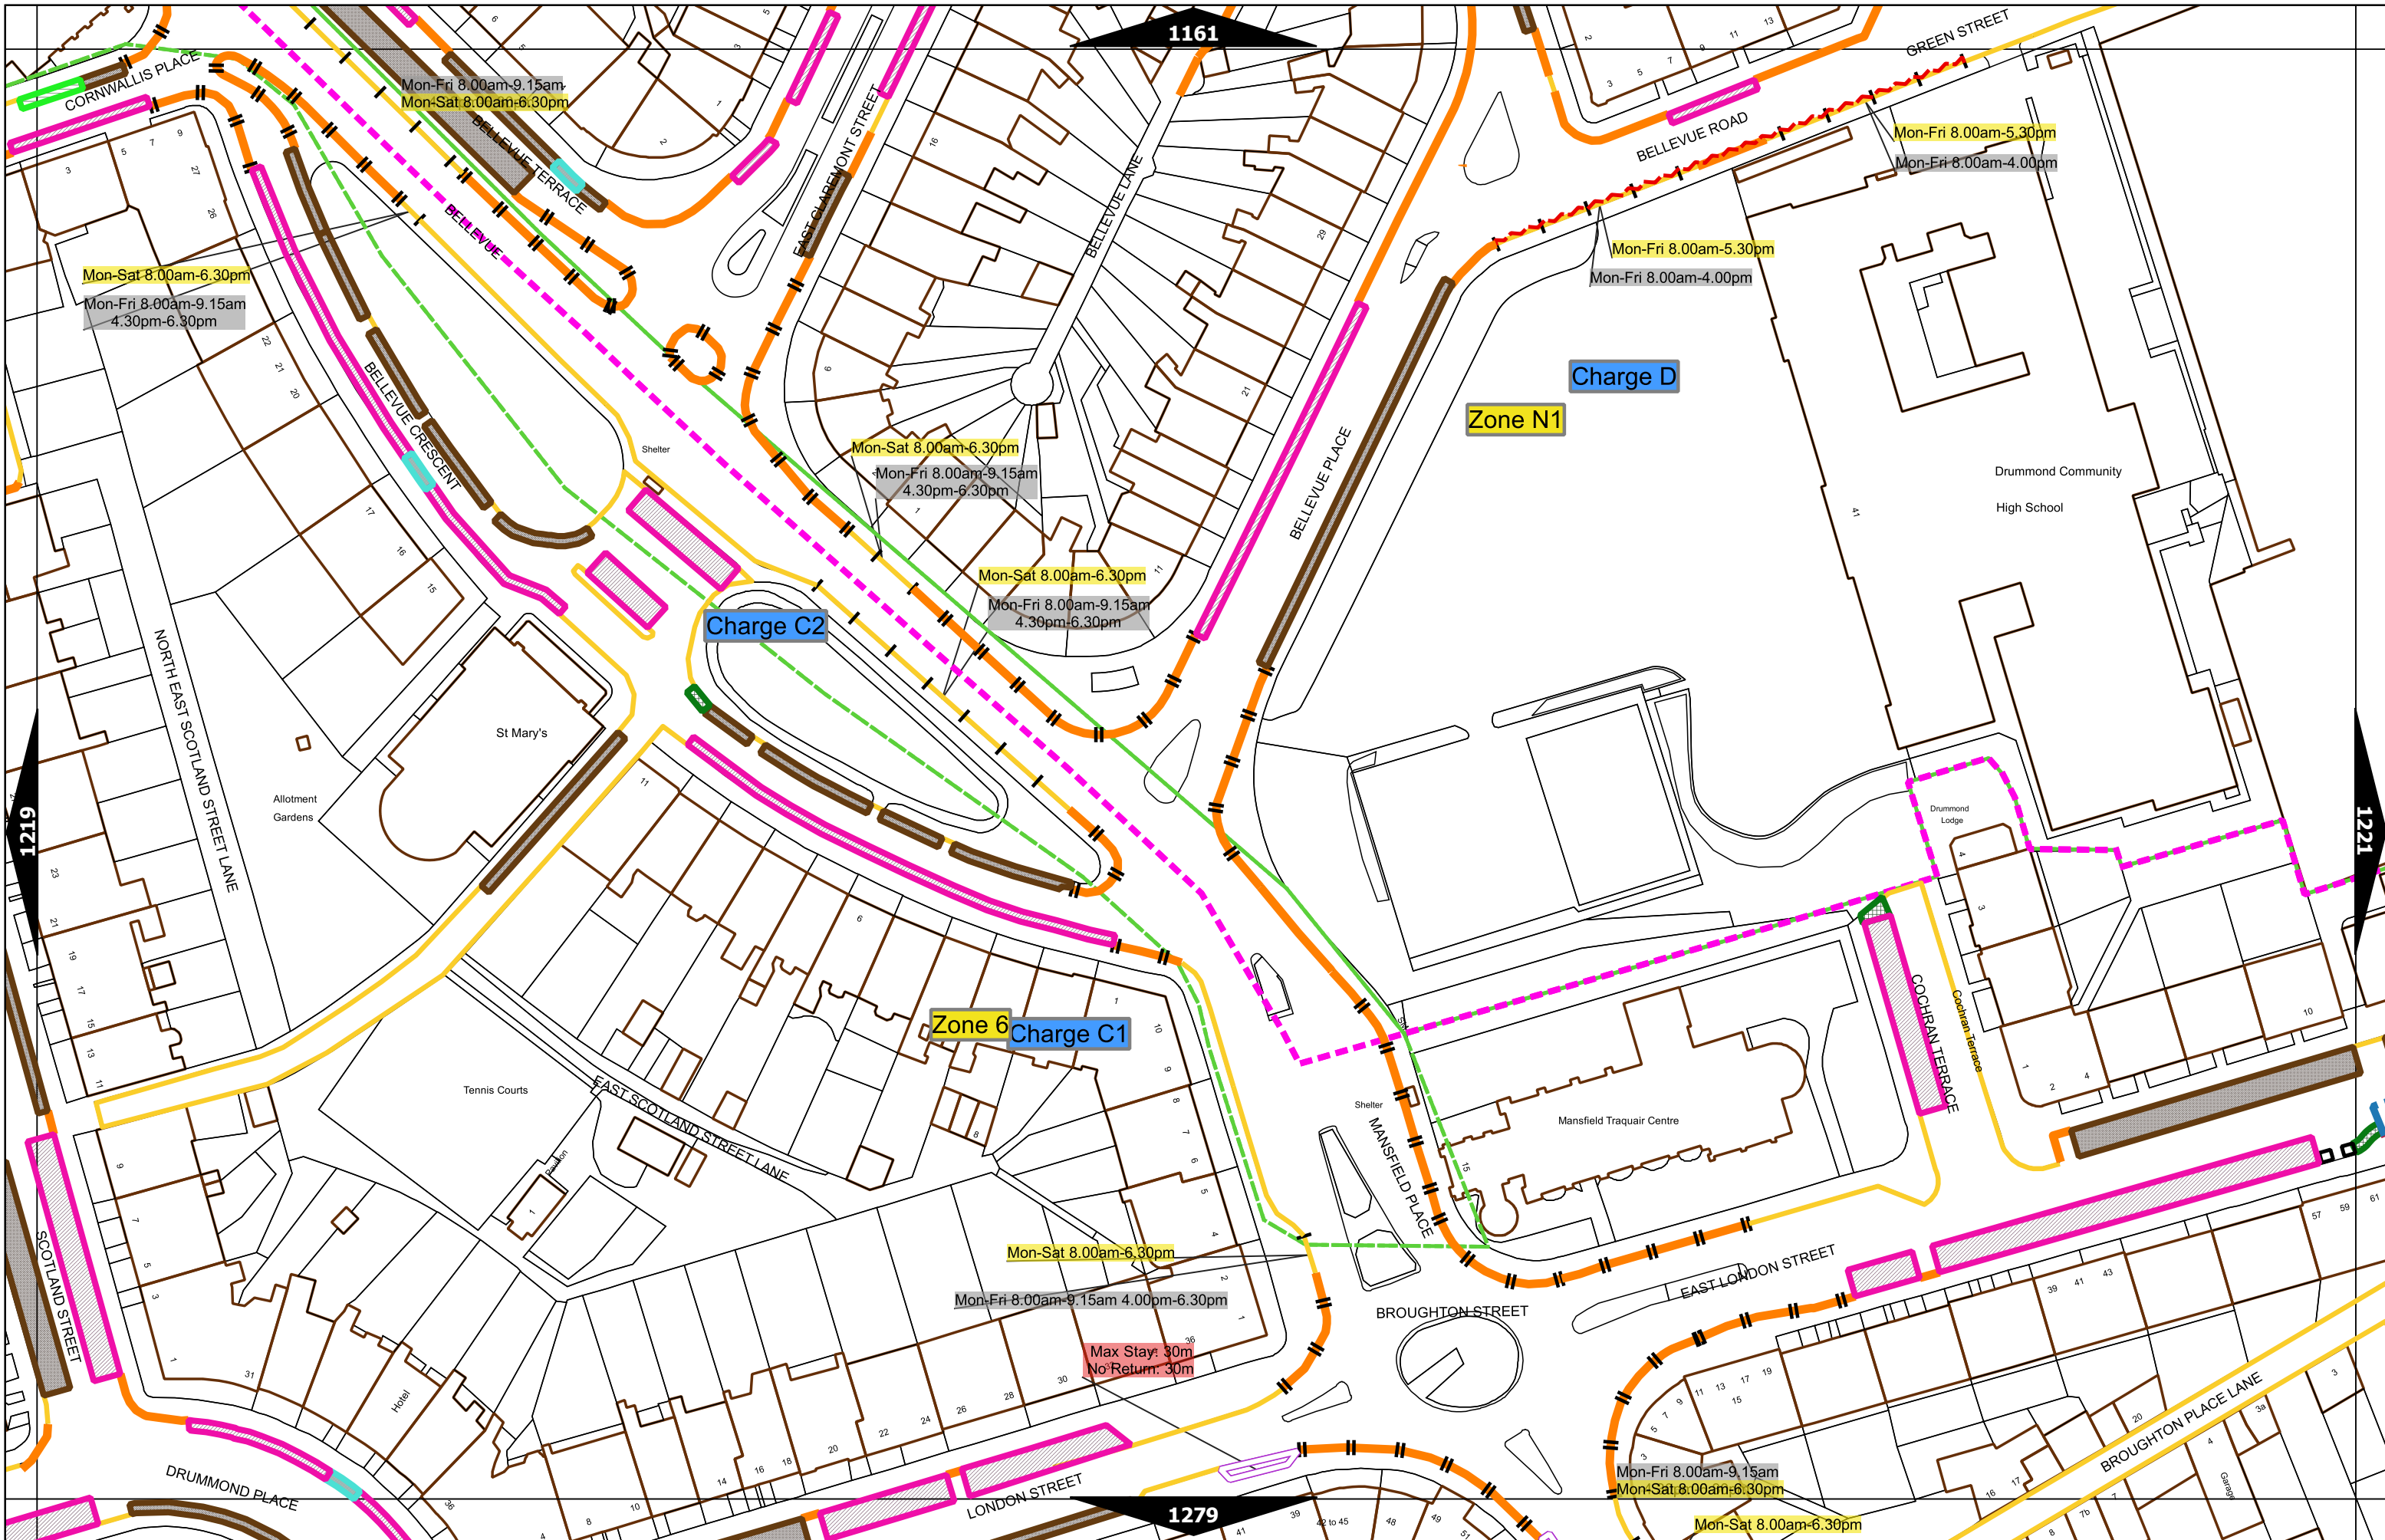 1161
GREEN STREET
CORNWALLIS PLACE
BELLEVUE ROAD
Mon-Fri 8.00am-9.15am
Mon-Sat 8.00am-6.30pm
BELLEVUE TERRACE
BELLEVUE
EAST CLAREMONT STREET
BELLEVUE LANE
Mon-Fri 8.00am-5.30pm
Mon-Fri 8.00am-4.00pm
Mon-Fri 8.00am-5.30pm
Mon-Fri 8.00am-4.00pm
Mon-Sat 8.00am-6.30pm
Mon-Fri 8.00am-9.15am
4.30pm-6.30pm
Charge D
Zone N1
BELLEVUE CRESCENT
Shelter
Mon-Sat 8.00am-6.30pm
Mon-Fri 8.00am-9.15am
4.30pm-6.30pm
BELLEVUE PLACE
Drummond Community
High School
41
Mon-Sat 8.00am-6.30pm
Mon-Fri 8.00am-9.15am
4.30pm-6.30pm
Charge C2
NORTH EAST SCOTLAND STREET LANE
St Mary's
Allotment
Gardens
1219
1221
Drummond
Lodge
Zone 6
Charge C1
COCHRAN TERRACE
Cochran Terrace
Tennis Courts
Pavilion
EAST SCOTLAND STREET LANE
Shelter
MANSFIELD PLACE
Mansfield Traquair Centre
SCOTLAND STREET
Mon-Sat 8.00am-6.30pm
Mon-Fri 8.00am-9.15am 4.00pm-6.30pm
EAST LONDON STREET
BROUGHTON STREET
Max Stay: 30m
No Return: 30m
Hotel
DRUMMOND PLACE
LONDON STREET
BROUGHTON PLACE LANE
Garage
Mon-Fri 8.00am-9.15am
Mon-Sat 8.00am-6.30pm
1279
42 to 45
Mon-Sat 8.00am-6.30pm